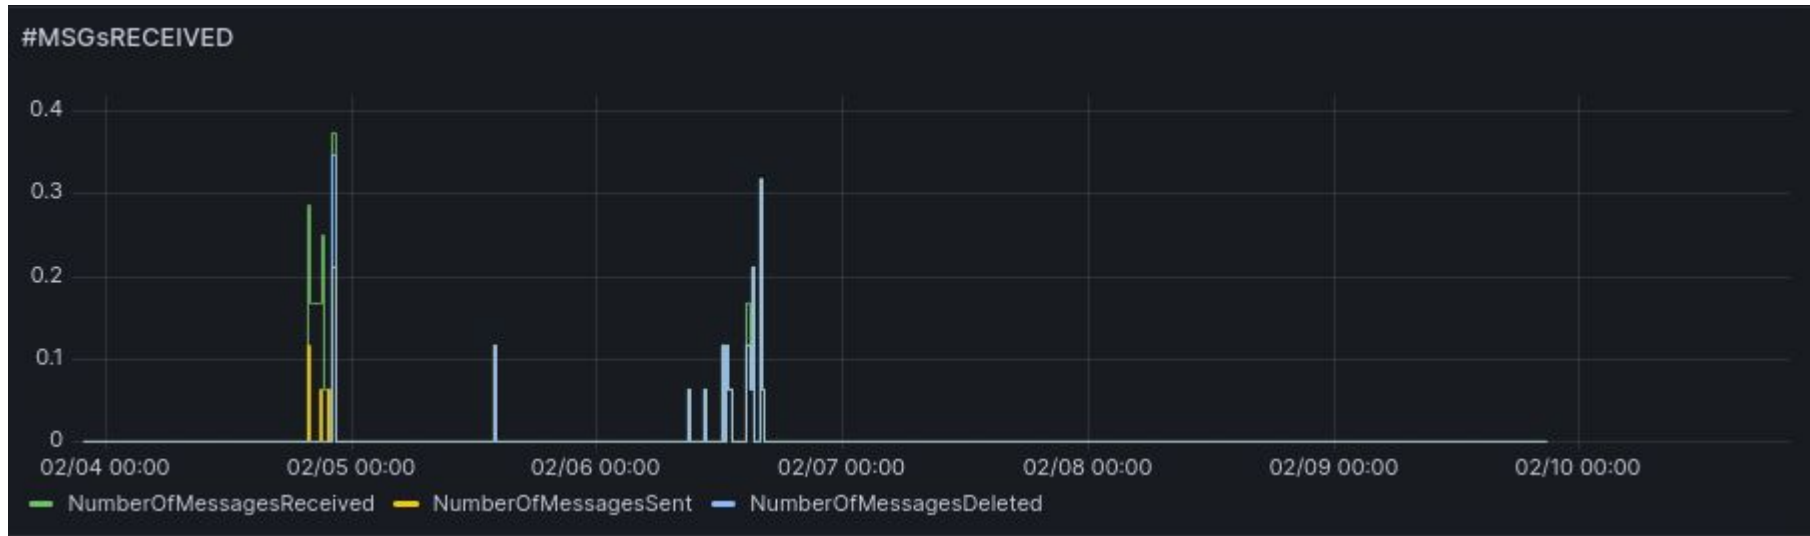 #MSGsRECEIVED
0.4
0.3
0.2
0.1
0
02/04 00:00 02/05 00:00 02/06 00:00 02/07 00:00 02/08 00:00 02/09 00:00 02/10 00:00
NumberOfMessagesReceived NumberOfMessagesSent NumberOfMessagesDeleted